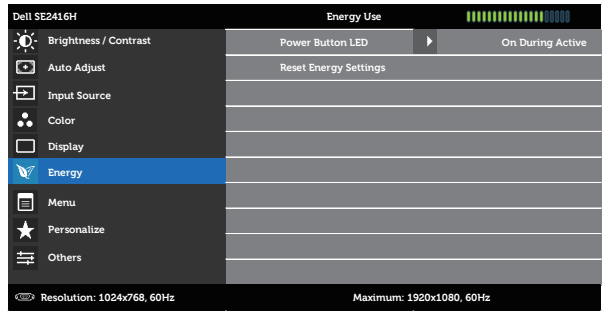 Dell SE2416H Energy Use
Brightness / Contrast Power Button LED On During Active
Auto Adjust Reset Energy Settings
Input Source
Color
Display
Energy
Menu
Personalize
Others
Resolution: 1024x768, 60Hz Maximum: 1920x1080, 60Hz